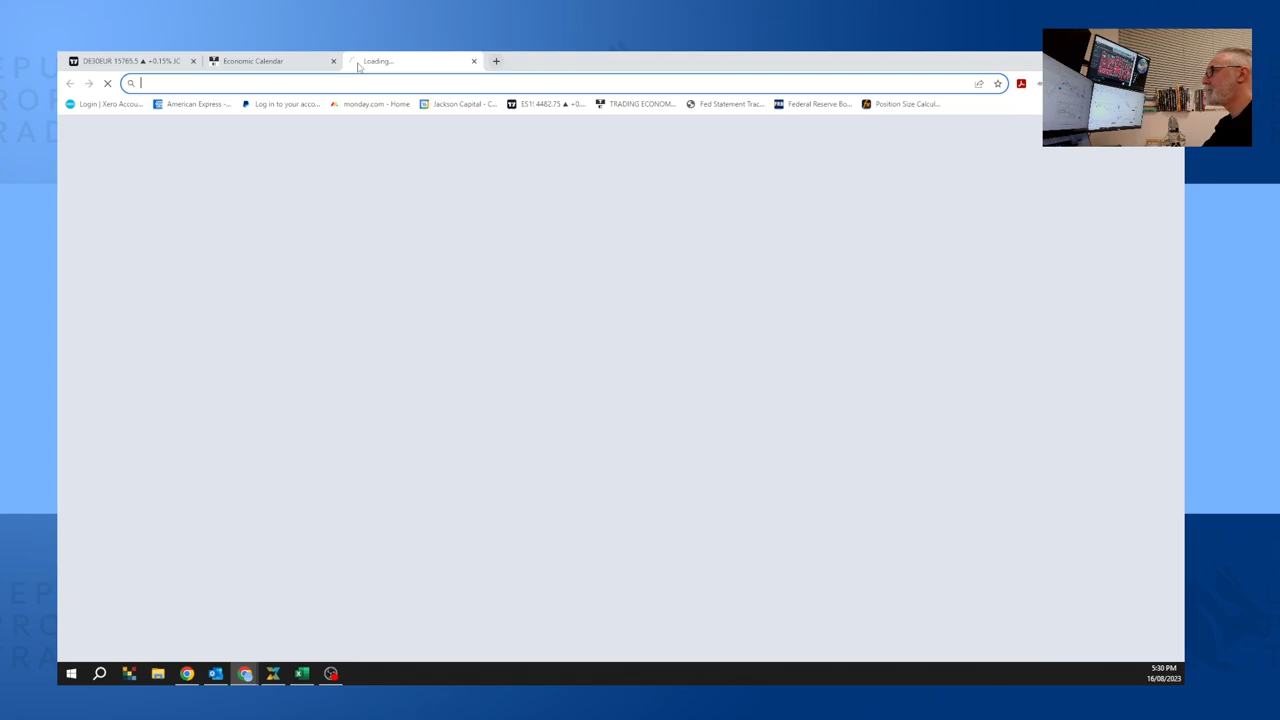 DE30EUR 15765.5 ▲ +0.15% JC
Economic Calendar
Loading...
Login | Xero Accou...
American Express -...
Log in to your acco...
monday.com - Home
Jackson Capital - C...
ES1! 4482.75 ▲ +0...
TRADING ECONOM...
Fed Statement Trac...
Federal Reserve Bo...
Position Size Calcul...
5:30 PM
16/08/2023